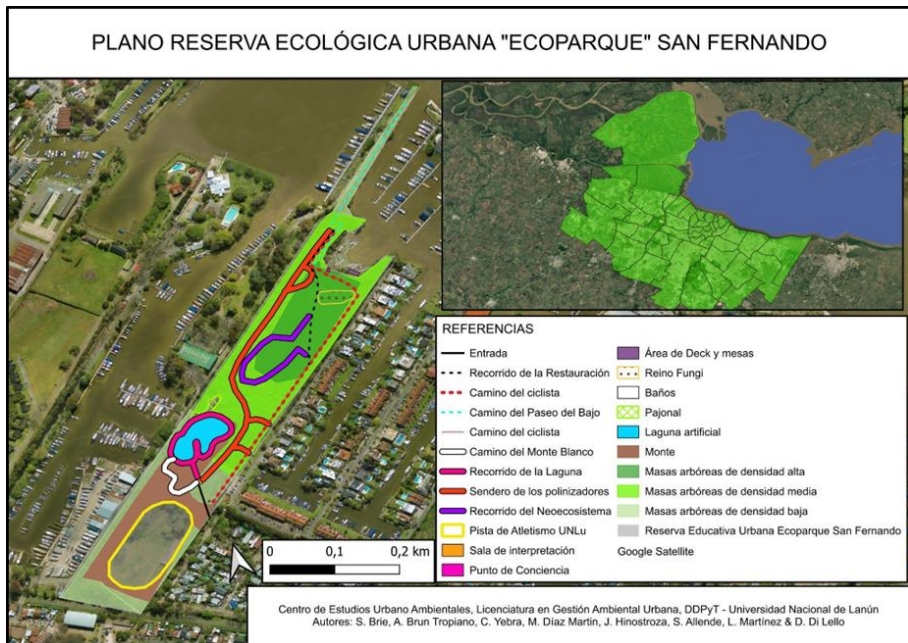 PLANO RESERVA ECOLÓGICA URBANA "ECOPARQUE" SAN FERNANDO
REFERENCIAS
Entrada
Recorrido de la Restauración
Camino del ciclista
Camino del Paseo del Bajo
Camino del ciclista
Camino del Monte Blanco
Recorrido de la Laguna
Sendero de los polinizadores
Recorrido del Neoecosistema
Pista de Atletismo UNLu
Sala de interpretación
Punto de Conciencia
Área de Deck y mesas
Reino Fungi
Baños
Pajonal
Laguna artificial
Monte
Masas arbóreas de densidad alta
Masas arbóreas de densidad media
Masas arbóreas de densidad baja
Reserva Educativa Urbana Ecoparque San Fernando
Google Satellite
0 0,1 0,2 km
Centro de Estudios Urbano Ambientales, Licenciatura en Gestión Ambiental Urbana, DDPyT - Universidad Nacional de Lanún
Autores: S. Brie, A. Brun Tropiano, C. Yebra, M. Díaz Martin, J. Hinostroza, S. Allende, L. Martínez & D. Di Lello